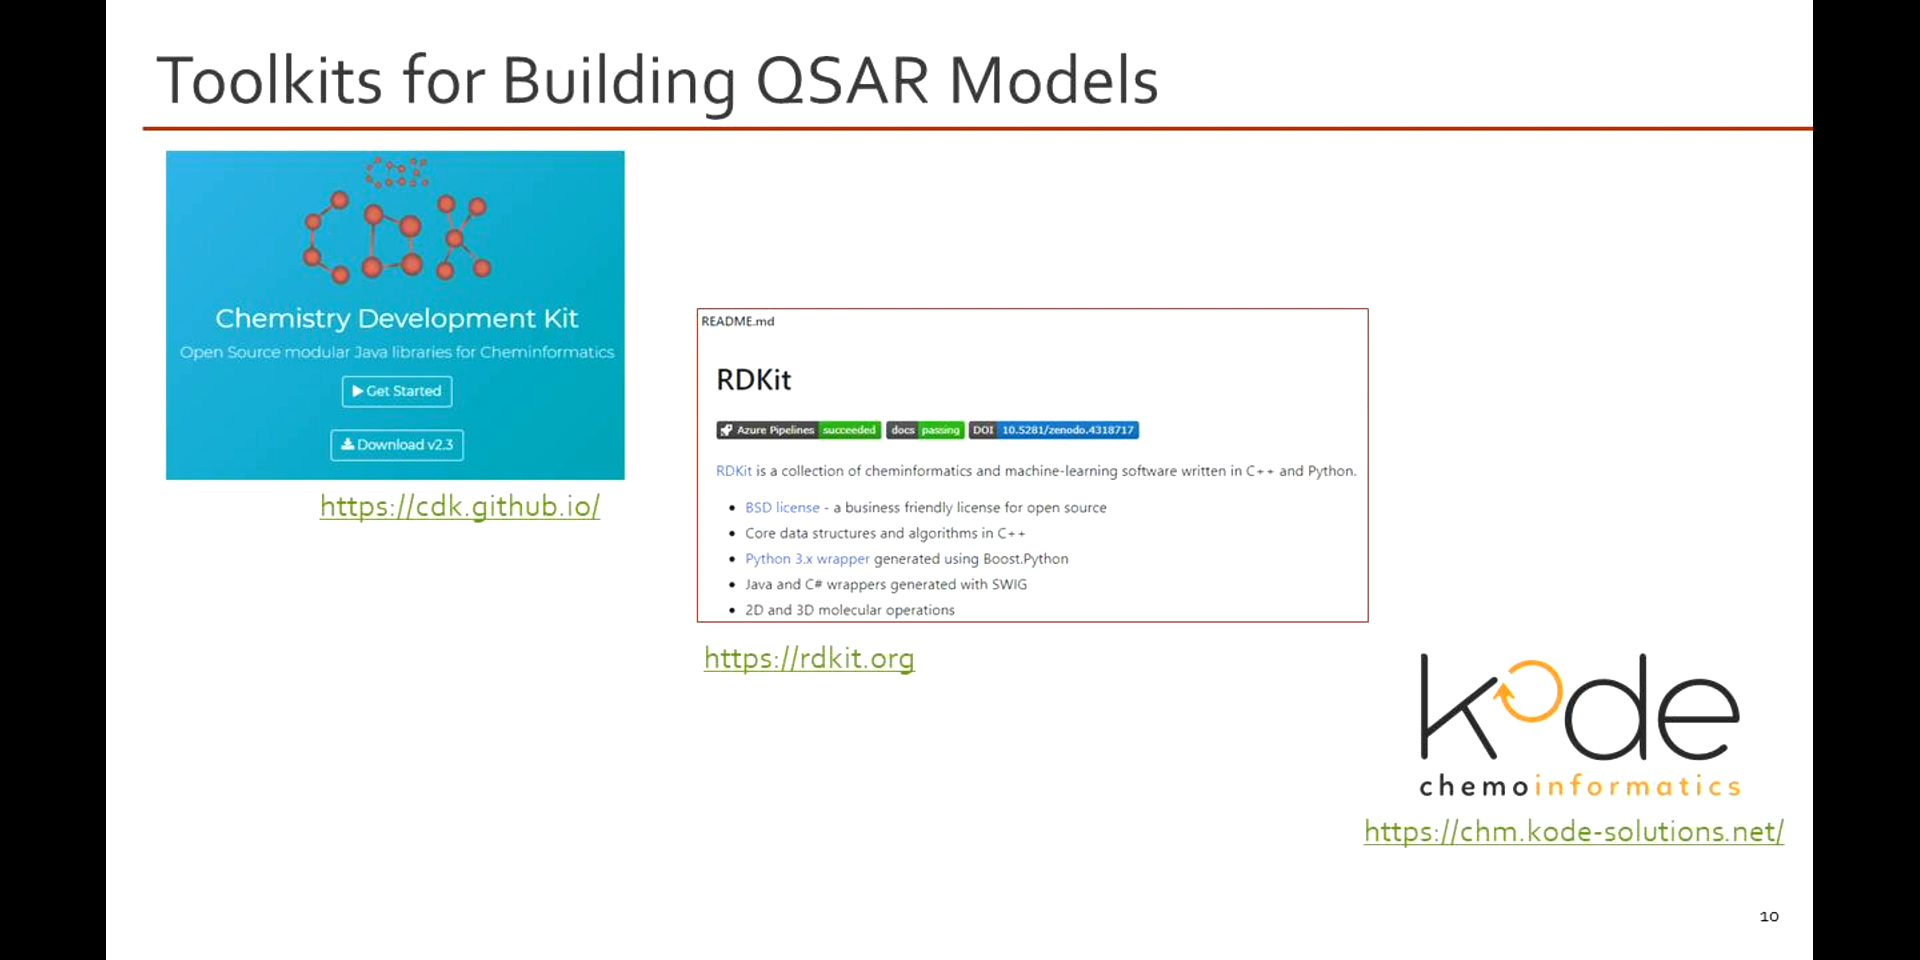 Toolkits for Building QSAR Models
CDK
CDK
Chemistry Development Kit
Open Source modular Java libraries for Cheminformatics
Get Started
Download v2.3
https://cdk.github.io/
README.md
RDKit
Azure Pipelines succeeded docs passing DOI 10.5281/zenodo.4318717
RDKit is a collection of cheminformatics and machine-learning software written in C++ and Python.
• BSD license - a business friendly license for open source
• Core data structures and algorithms in C++
• Python 3.x wrapper generated using Boost.Python
• Java and C# wrappers generated with SWIG
• 2D and 3D molecular operations
https://rdkit.org
kode
chemoinformatics
https://chm.kode-solutions.net/
10